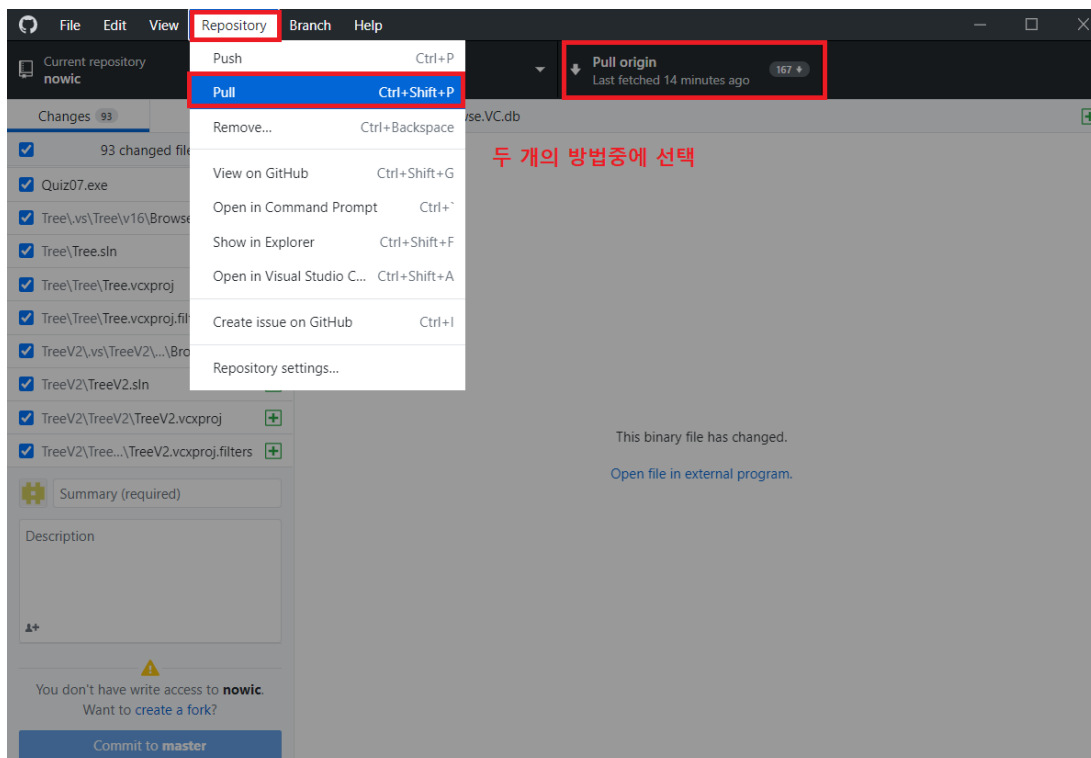 File Edit View Repository Branch Help
Current repository
nowic
Pull origin
Last fetched 14 minutes ago
167
Push Ctrl+P
Pull Ctrl+Shift+P
Remove... Ctrl+Backspace
View on GitHub Ctrl+Shift+G
Open in Command Prompt Ctrl+`
Show in Explorer Ctrl+Shift+F
Open in Visual Studio C... Ctrl+Shift+A
Create issue on GitHub Ctrl+I
Repository settings...
Changes 93
se.VC.db
두 개의 방법중에 선택
93 changed file
Quiz07.exe
Tree\.vs\Tree\v16\Browse
Tree\Tree.sln
Tree\Tree\Tree.vcxproj
Tree\Tree\Tree.vcxproj.fil
TreeV2\.vs\TreeV2\...\Bro
TreeV2\TreeV2.sln
TreeV2\TreeV2\TreeV2.vcxproj
TreeV2\Tree...\TreeV2.vcxproj.filters
This binary file has changed.
Open file in external program.
Summary (required)
Description
You don't have write access to nowic.
Want to create a fork?
Commit to master